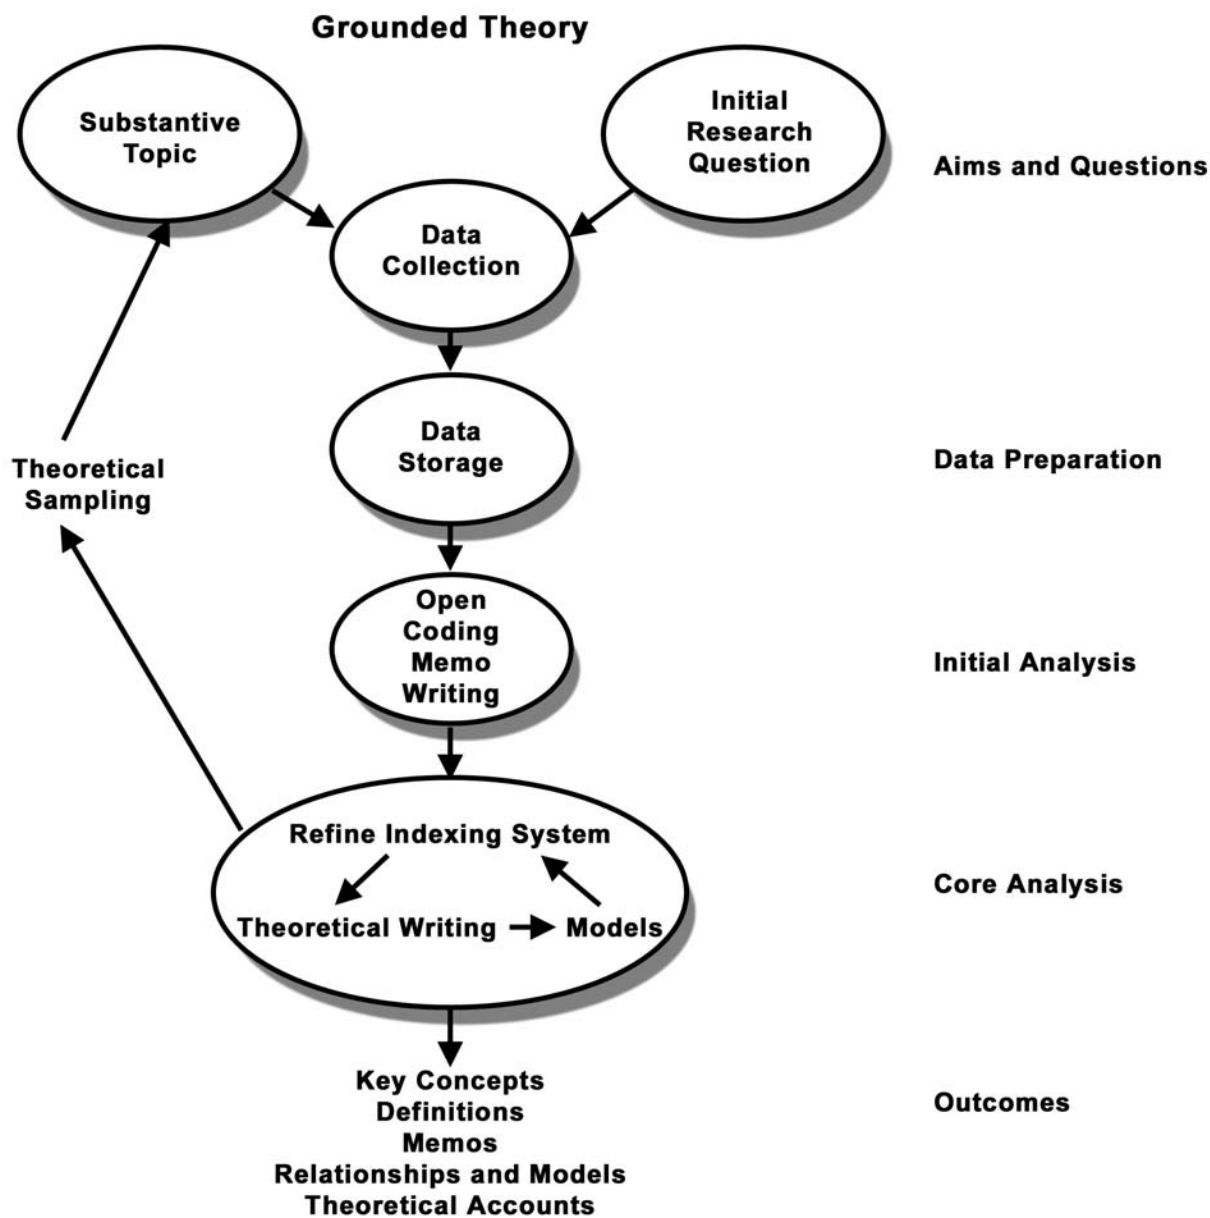 Grounded Theory
Substantive
Topic
Initial
Research
Question
Aims and Questions
Data
Collection
Data
Storage
Data Preparation
Theoretical
Sampling
Open
Coding
Memo
Writing
Initial Analysis
Refine Indexing System
Theoretical Writing
Models
Core Analysis
Key Concepts
Definitions
Memos
Relationships and Models
Theoretical Accounts
Outcomes